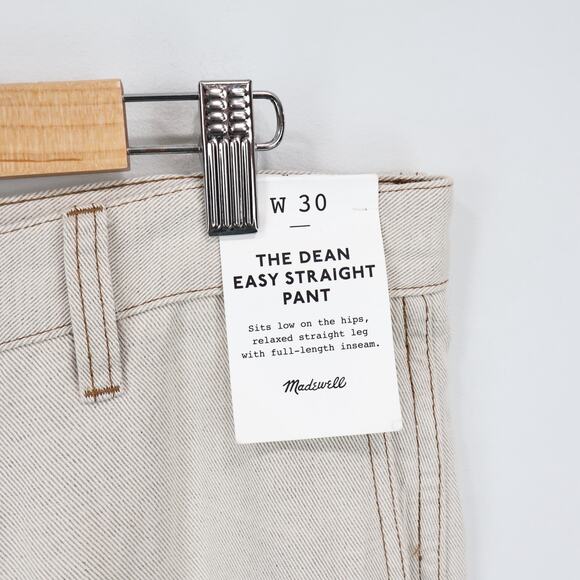 W 30
THE DEAN
EASY STRAIGHT
PANT
Sits low on the hips,
relaxed straight leg
with full-length inseam.
Madewell